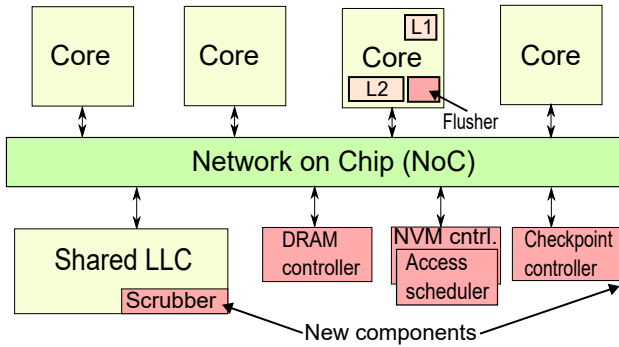 L1
Core
Core
Core
Core
L2
Flusher
Network on Chip (NoC)
Shared LLC
Scrubber
DRAM
controller
NVM cntrl.
Access
scheduler
Checkpoint
controller
New components